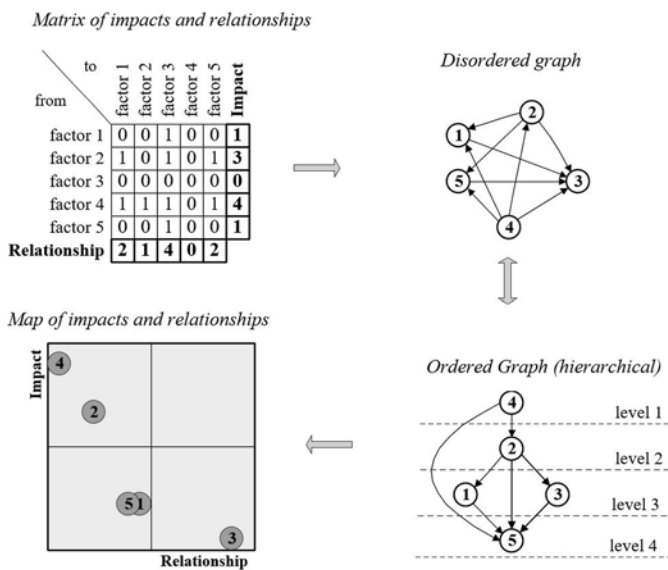 Matrix of impacts and relationships
to
from
factor 1
factor 2
factor 3
factor 4
factor 5
Impact
factor 1 0 0 1 0 0 1
factor 2 1 0 1 0 1 3
factor 3 0 0 0 0 0 0
factor 4 1 1 1 0 1 4
factor 5 0 0 1 0 0 1
Relationship 2 1 4 0 2
Disordered graph
2
1
5
3
4
Map of impacts and relationships
Impact
4
2
5 1
3
Relationship
Ordered Graph (hierarchical)
4
level 1
2
level 2
1 3
level 3
5
level 4